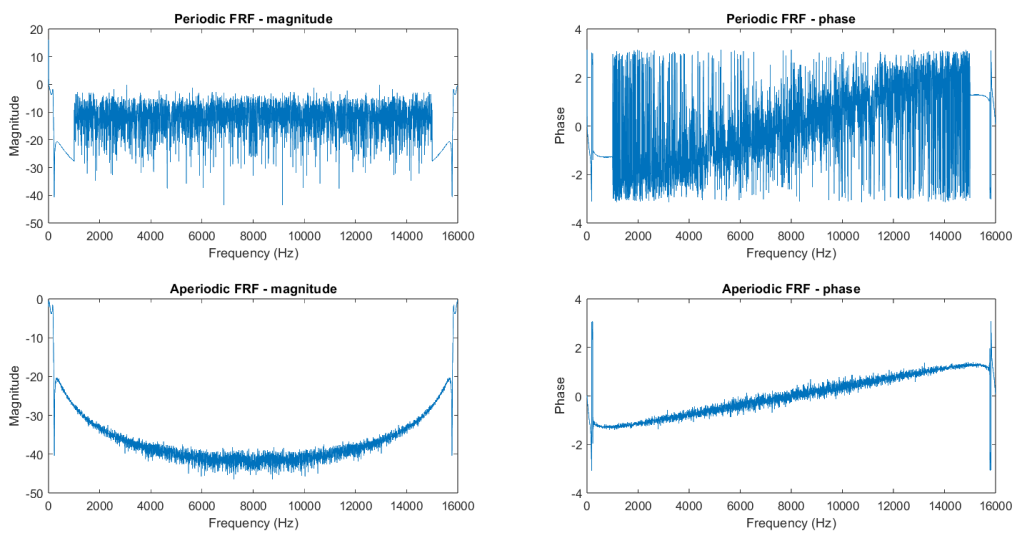 Periodic FRF - magnitude
20
10
0
-10
-20
-30
-40
-50
Magnitude
0 2000 4000 6000 8000 10000 12000 14000 16000
Frequency (Hz)
Periodic FRF - phase
4
2
0
-2
-4
Phase
0 2000 4000 6000 8000 10000 12000 14000 16000
Frequency (Hz)
Aperiodic FRF - magnitude
0
-10
-20
-30
-40
-50
Magnitude
0 2000 4000 6000 8000 10000 12000 14000 16000
Frequency (Hz)
Aperiodic FRF - phase
4
2
0
-2
-4
Phase
0 2000 4000 6000 8000 10000 12000 14000 16000
Frequency (Hz)